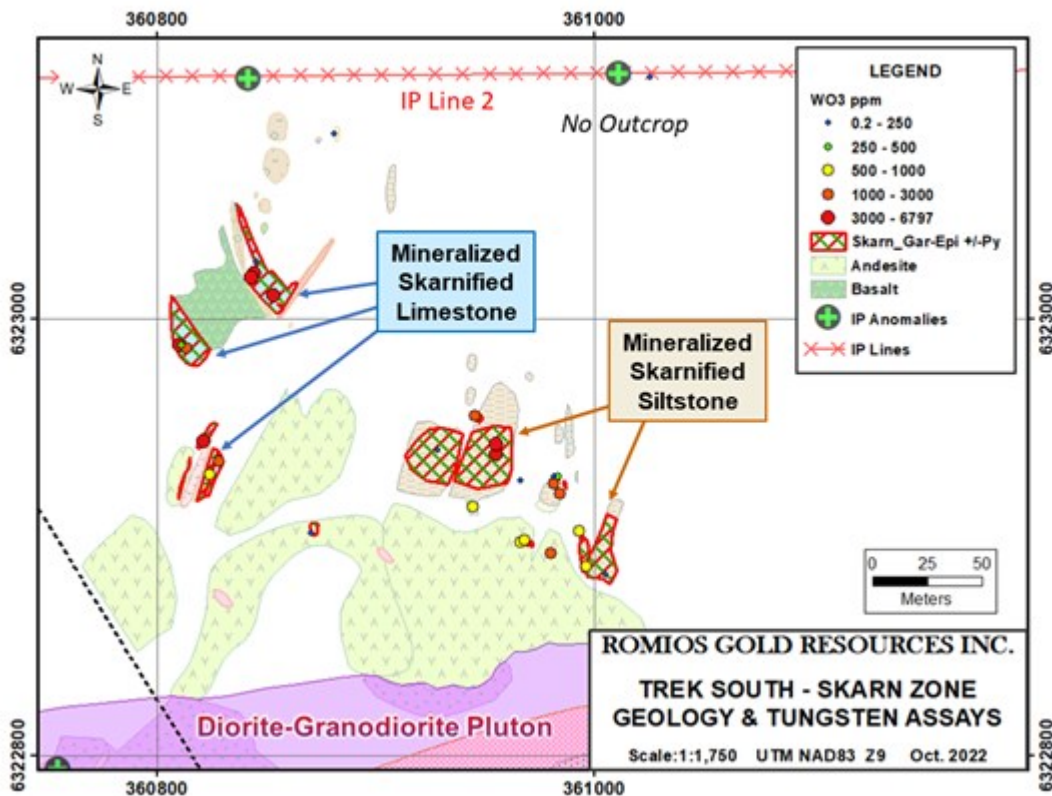 360800
361000
N
W E
S
IP Line 2
No Outcrop
LEGEND
WO3 ppm
0.2 - 250
250 - 500
500 - 1000
1000 - 3000
3000 - 6797
Skarn_Gar-Epi +/-Py
Andesite
Basalt
IP Anomalies
IP Lines
Mineralized
Skarnified
Limestone
6323000
6323000
Mineralized
Skarnified
Siltstone
0 25 50
Meters
Diorite-Granodiorite Pluton
ROMIOS GOLD RESOURCES INC.
TREK SOUTH - SKARN ZONE
GEOLOGY & TUNGSTEN ASSAYS
Scale:1:1,750 UTM NAD83 Z9 Oct. 2022
6322800
6322800
360800
361000